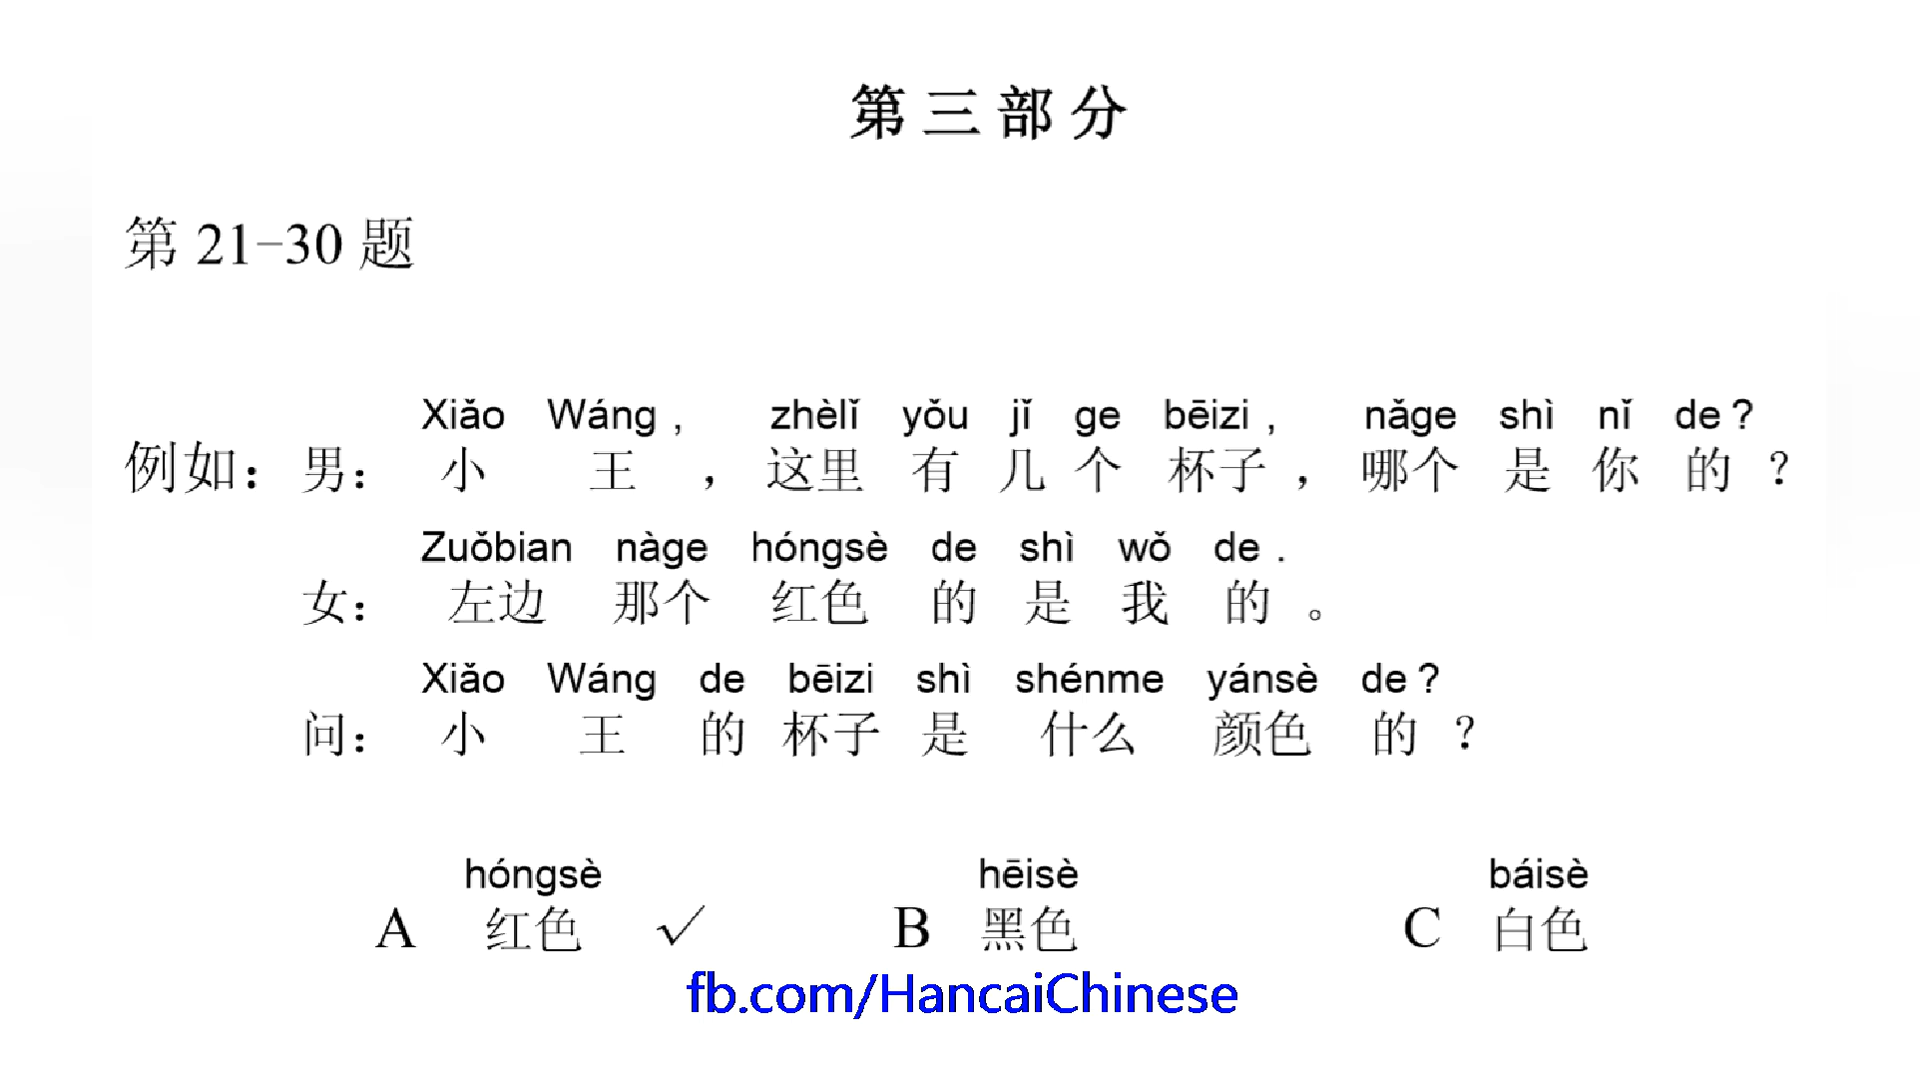 第三部分
第 21-30 题
Xiǎo Wáng, zhèlǐ yǒu jǐ ge bēizi, nǎge shì nǐ de?
例如：男：小王，这里有几个杯子，哪个是你的？
Zuǒbian nàge hóngsè de shì wǒ de.
女：左边那个红色的是我的。
Xiǎo Wáng de bēizi shì shénme yánsè de?
问：小王的杯子是什么颜色的？
hóngsè hēisè báisè
A 红色 √ B 黑色 C 白色
fb.com/HancaiChinese